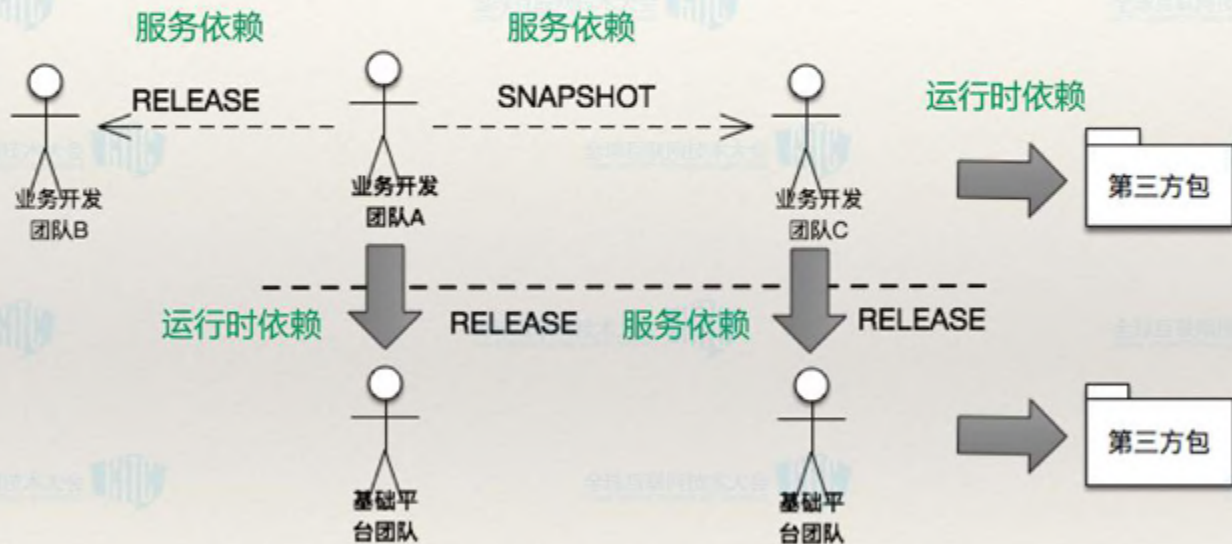 服务依赖
服务依赖
RELEASE
SNAPSHOT
运行时依赖
业务开发
团队B
业务开发
团队A
业务开发
团队C
第三方包
运行时依赖
RELEASE
服务依赖
RELEASE
基础平
台团队
基础平
台团队
第三方包